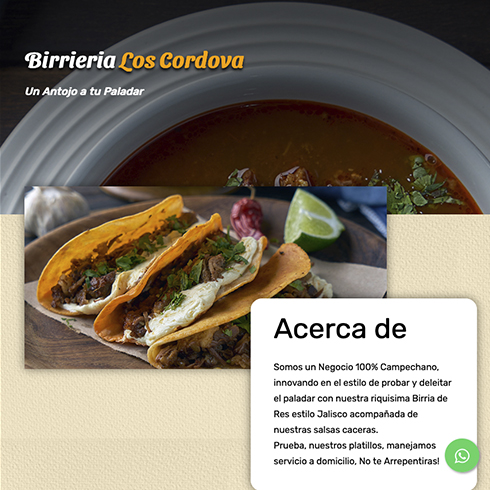 Birrieria Los Cordova
Un Antojo a tu Paladar
Acerca de
Somos un Negocio 100% Campechano,
innovando en el estilo de probar y deleitar
el paladar con nuestra riquisima Birria de
Res estilo Jalisco acompañada de
nuestras salsas caceras.
Prueba, nuestros platillos, manejamos
servicio a domicilio, No te Arrepentiras!